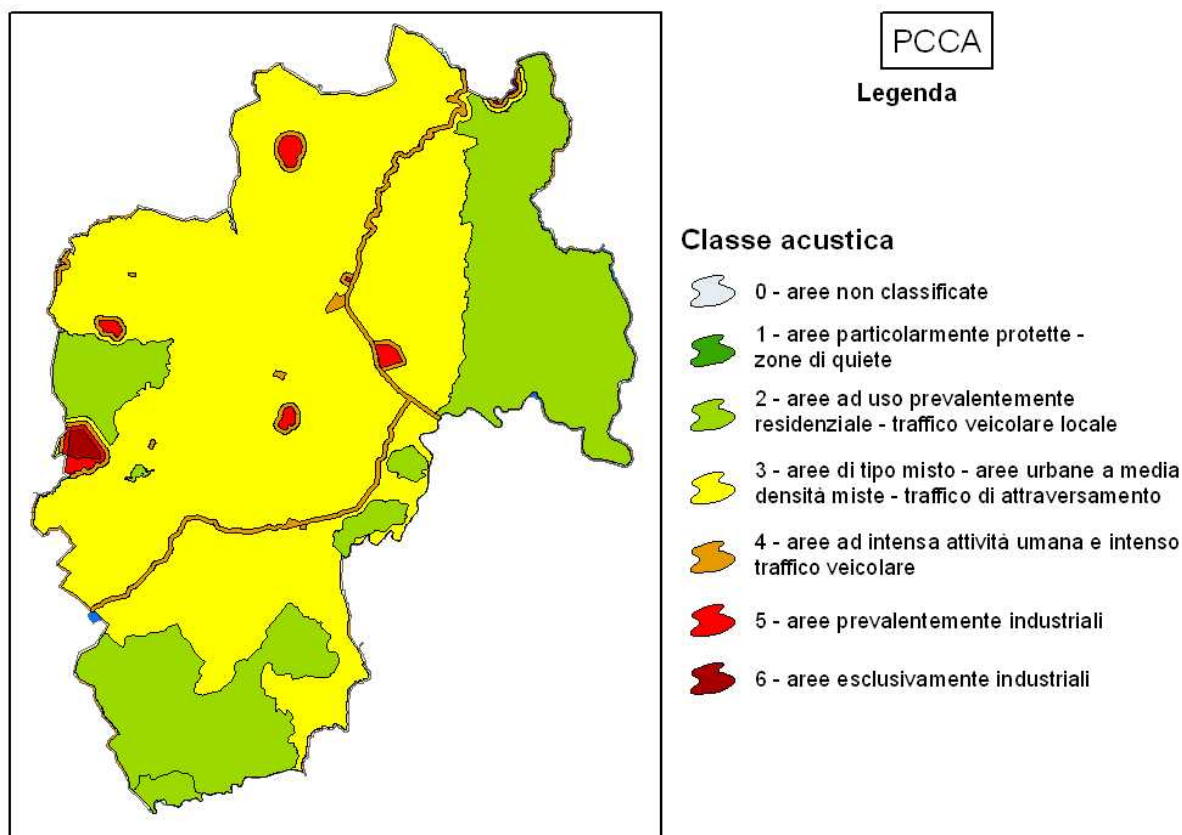 PCCA
Legenda
Classe acustica
0 - aree non classificate
1 - aree particolarmente protette -
zone di quiete
2 - aree ad uso prevalentemente
residenziale - traffico veicolare locale
3 - aree di tipo misto - aree urbane a media
densità miste - traffico di attraversamento
4 - aree ad intensa attività umana e intenso
traffico veicolare
5 - aree prevalentemente industriali
6 - aree esclusivamente industriali